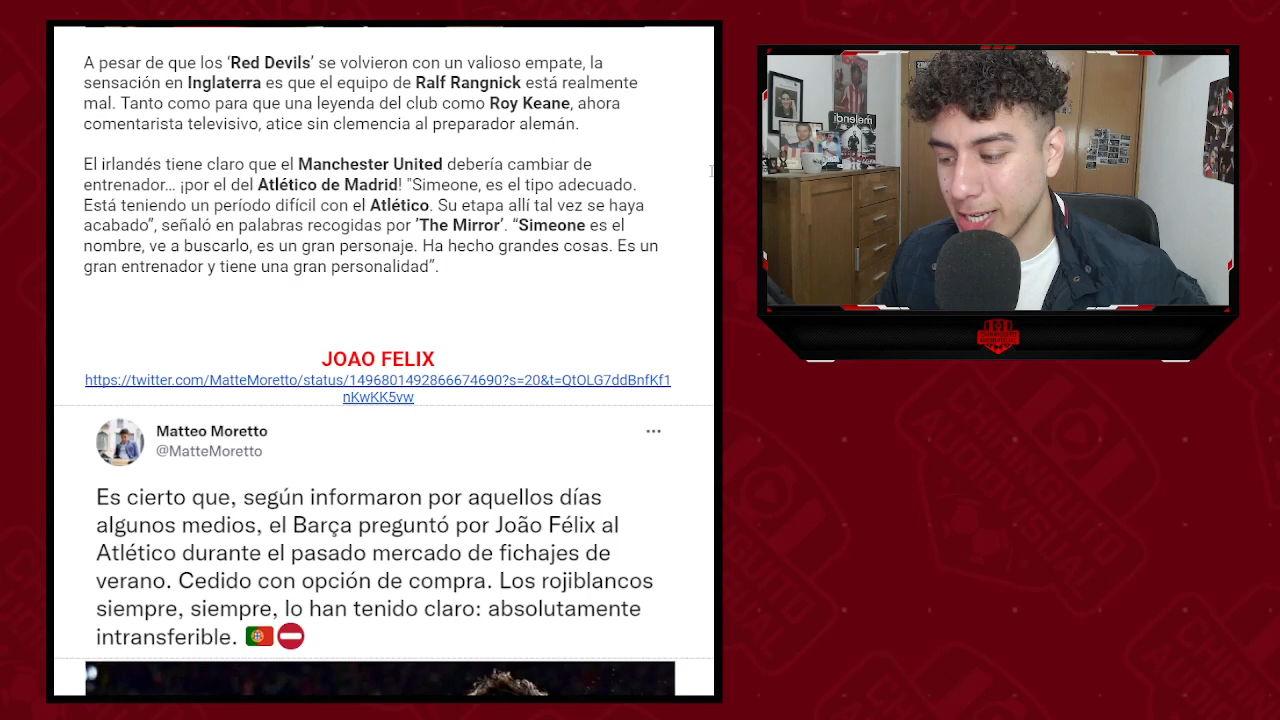 A pesar de que los ‘Red Devils’ se volvieron con un valioso empate, la
sensación en Inglaterra es que el equipo de Ralf Rangnick está realmente
mal. Tanto como para que una leyenda del club como Roy Keane, ahora
comentarista televisivo, atice sin clemencia al preparador alemán.
El irlandés tiene claro que el Manchester United debería cambiar de
entrenador… ¡por el del Atlético de Madrid! "Simeone, es el tipo adecuado.
Está teniendo un período difícil con el Atlético. Su etapa allí tal vez se haya
acabado”, señaló en palabras recogidas por ’The Mirror’. “Simeone es el
nombre, ve a buscarlo, es un gran personaje. Ha hecho grandes cosas. Es un
gran entrenador y tiene una gran personalidad”.
JOAO FELIX
https://twitter.com/MatteMoretto/status/1496801492866674690?s=20&t=QtOLG7ddBnfKf1
nKwKK5vw
Matteo Moretto
@MatteMoretto
Es cierto que, según informaron por aquellos días
algunos medios, el Barça preguntó por João Félix al
Atlético durante el pasado mercado de fichajes de
verano. Cedido con opción de compra. Los rojiblancos
siempre, siempre, lo han tenido claro: absolutamente
intransferible.
melendi
CHIRINGUITO
AUDIOVISUAL